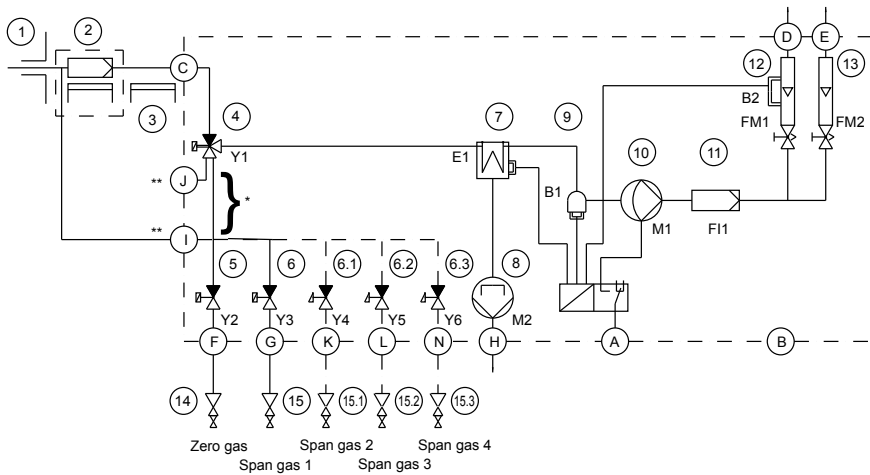 1
2
3
C
4
Y1
J
**
*
I
**
5
6
6.1
6.2
6.3
Y2
Y3
Y4
Y5
Y6
F
G
K
L
N
H
A
B
7
E1
8
M2
9
B1
10
M1
11
FI1
D
E
12
13
B2
FM1
FM2
14
15
15.1
15.2
15.3
Zero gas
Span gas 1
Span gas 2
Span gas 3
Span gas 4